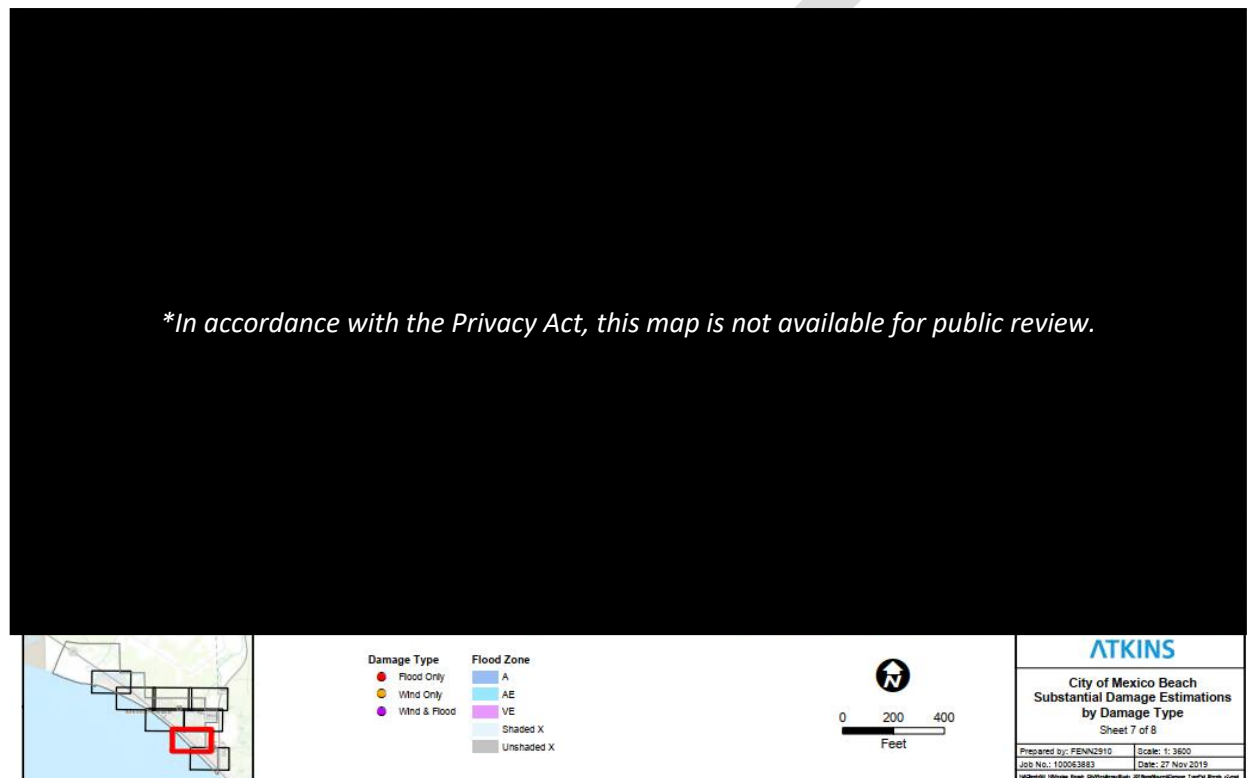 *In accordance with the Privacy Act, this map is not available for public review.
Damage Type
Flood Only
Wind Only
Wind & Flood
Flood Zone
A
AE
VE
Shaded X
Unshaded X
N
0 200 400
Feet
ATKINS
City of Mexico Beach
Substantial Damage Estimations
by Damage Type
Sheet 7 of 8
Prepared by: FENN2910
Scale: 1: 3600
Job No.: 100063883
Date: 27 Nov 2019